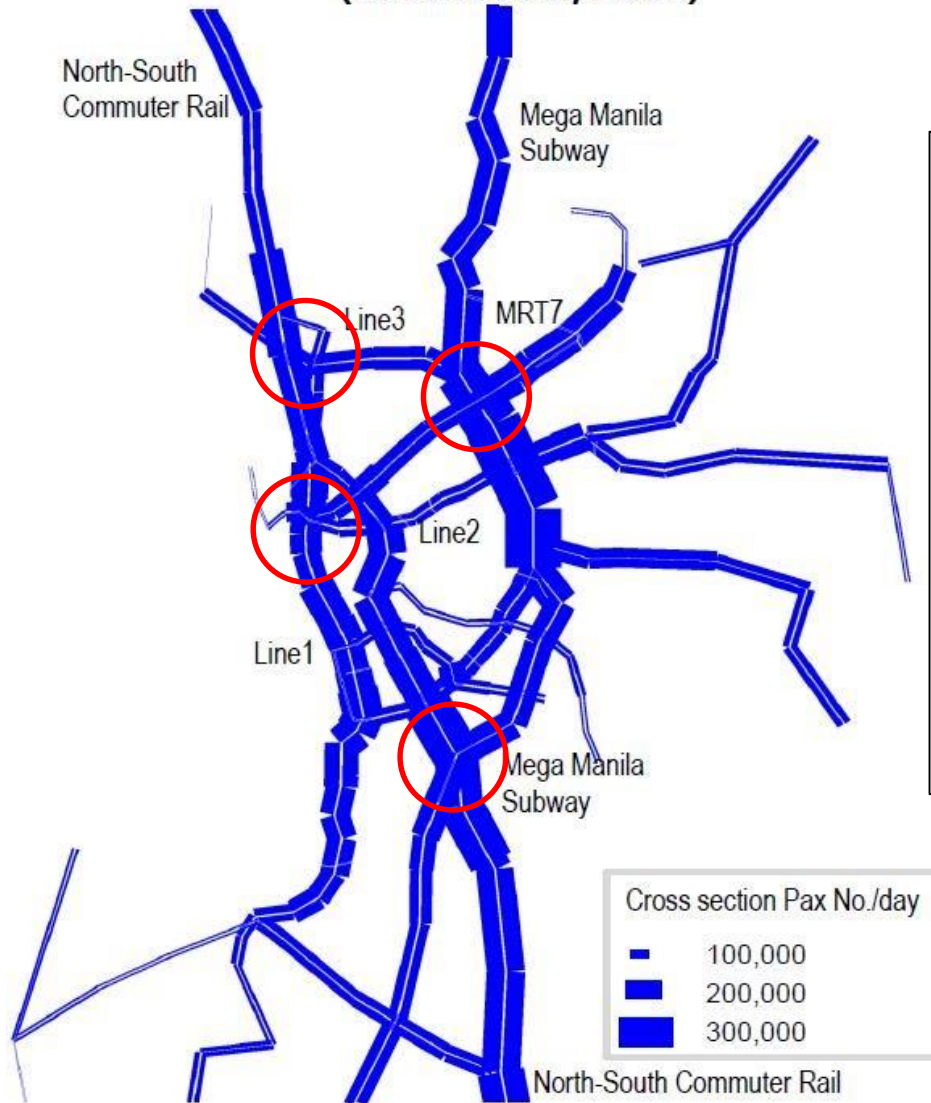 North-South
Commuter Rail
Mega Manila
Subway
Line3
MRT7
Line2
Line1
Mega Manila
Subway
Cross section Pax No./day
100,000
200,000
300,000
North-South Commuter Rail